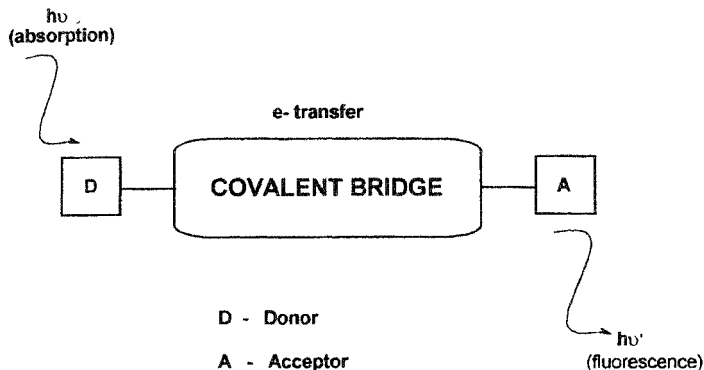 hυ
(absorption)
e- transfer
D
COVALENT BRIDGE
A
D - Donor
A - Acceptor
hυ'
(fluorescence)